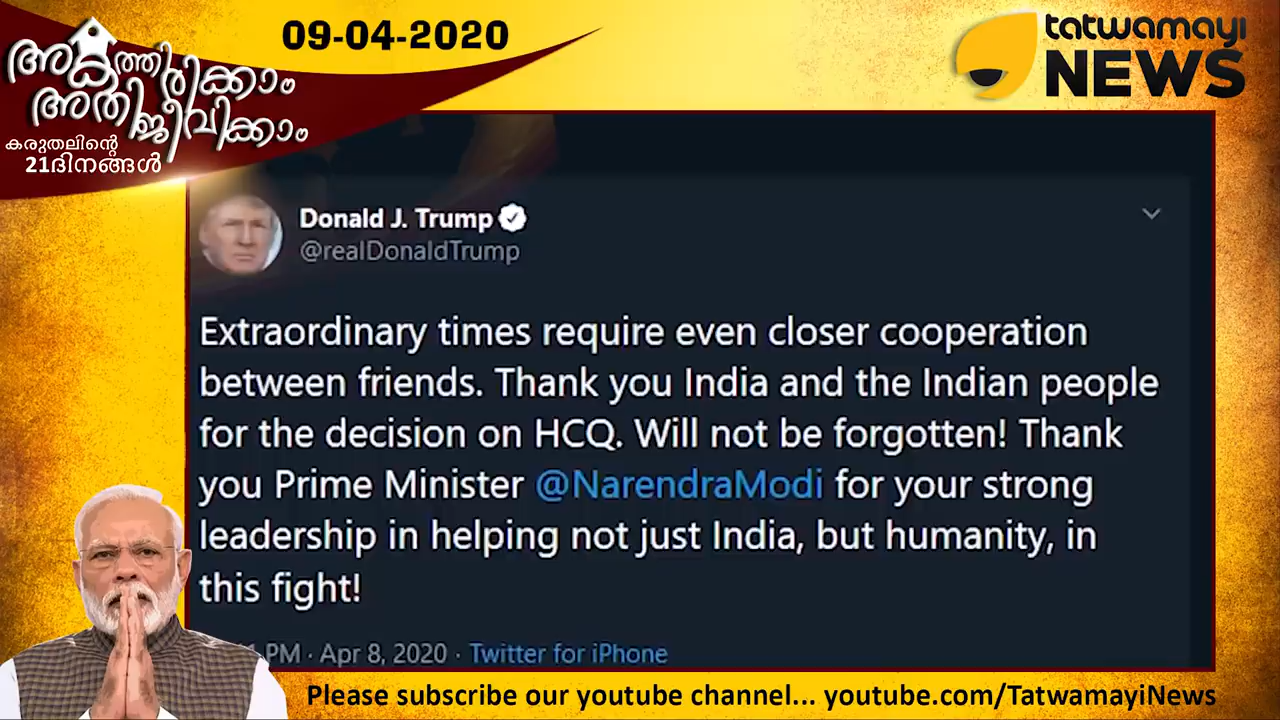 അകത്തിരിക്കാം
അതിജീവിക്കാം
കരുതലിന്റെ
21ദിനങ്ങൾ
09-04-2020
tatwamayi
NEWS
Donald J. Trump
@realDonaldTrump
Extraordinary times require even closer cooperation
between friends. Thank you India and the Indian people
for the decision on HCQ. Will not be forgotten! Thank
you Prime Minister @NarendraModi for your strong
leadership in helping not just India, but humanity, in
this fight!
PM · Apr 8, 2020 · Twitter for iPhone
Please subscribe our youtube channel... youtube.com/TatwamayiNews